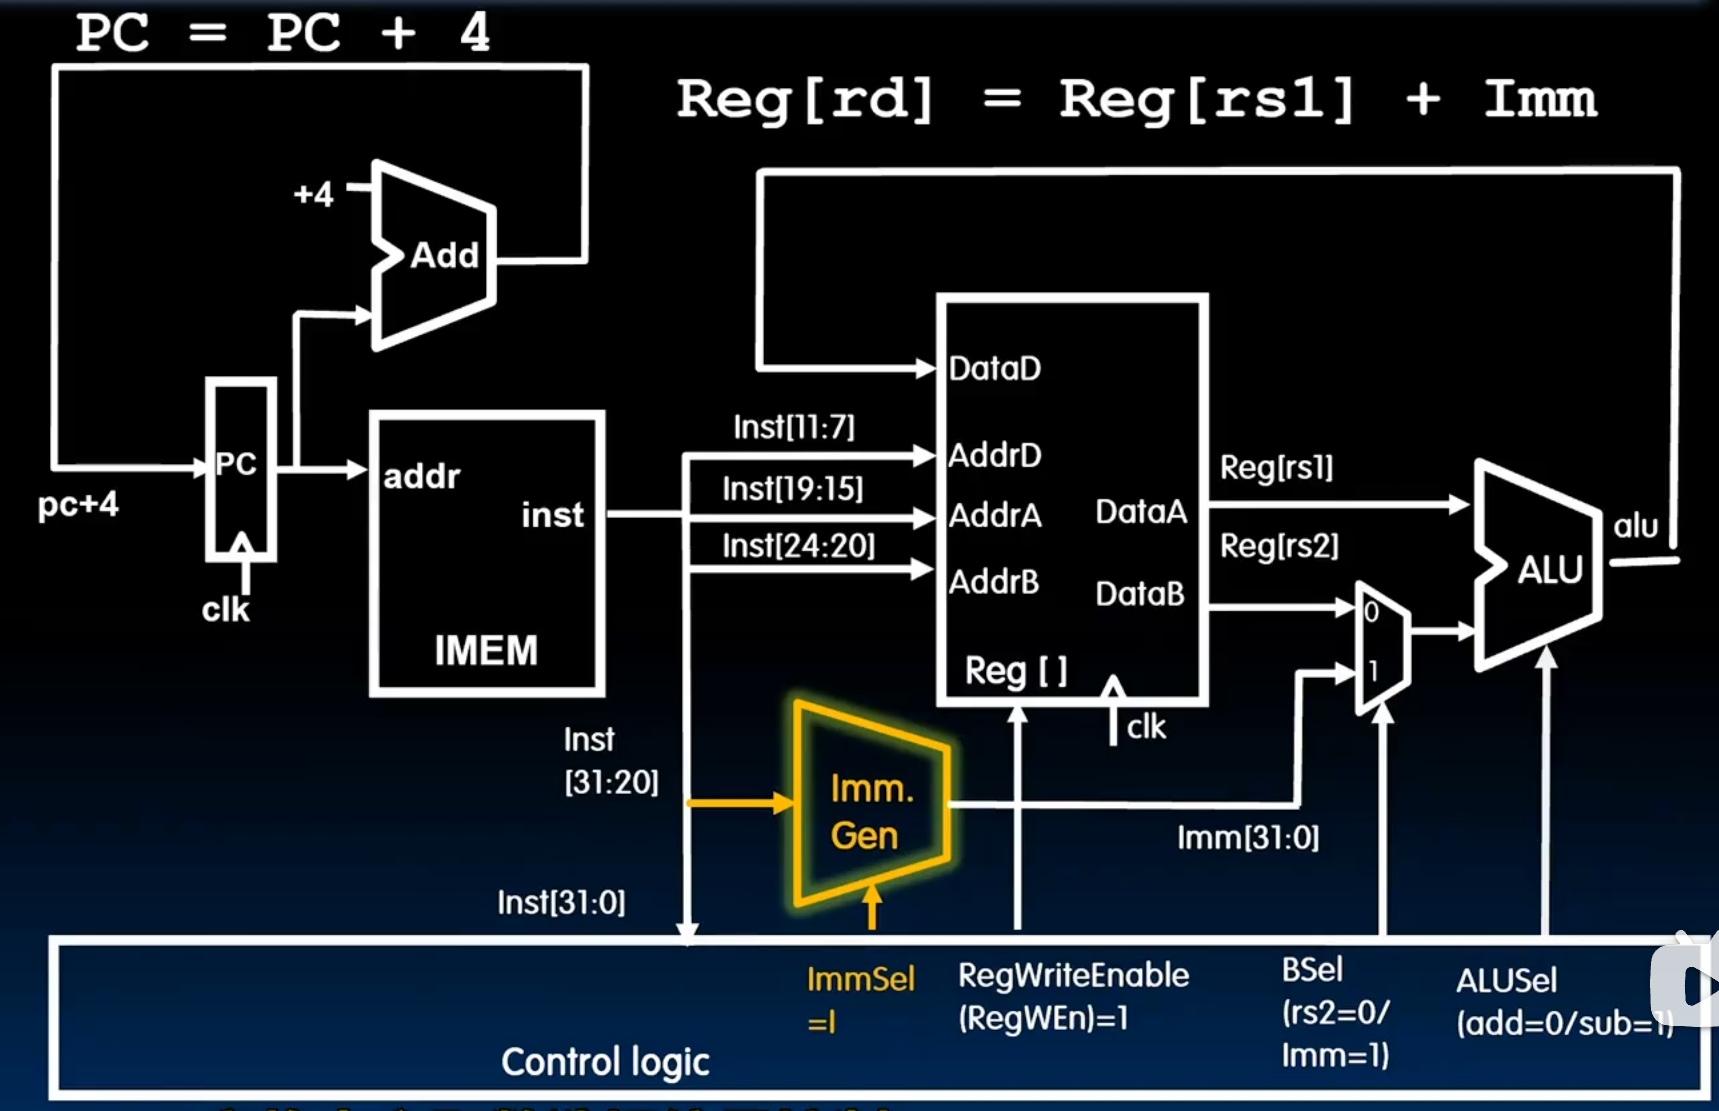 PC = PC + 4
Reg[rd] = Reg[rs1] + Imm
+4
Add
DataD
Inst[11:7]
PC
addr
AddrD
Reg[rs1]
Inst[19:15]
pc+4
inst
AddrA
DataA
alu
Inst[24:20]
Reg[rs2]
ALU
AddrB
DataB
0
clk
IMEM
Reg [ ]
1
clk
Inst
[31:20]
Imm.
Gen
Imm[31:0]
Inst[31:0]
ImmSel
=I
RegWriteEnable
(RegWEn)=1
BSel
(rs2=0/
Imm=1)
ALUSel
(add=0/sub=1)
Control logic